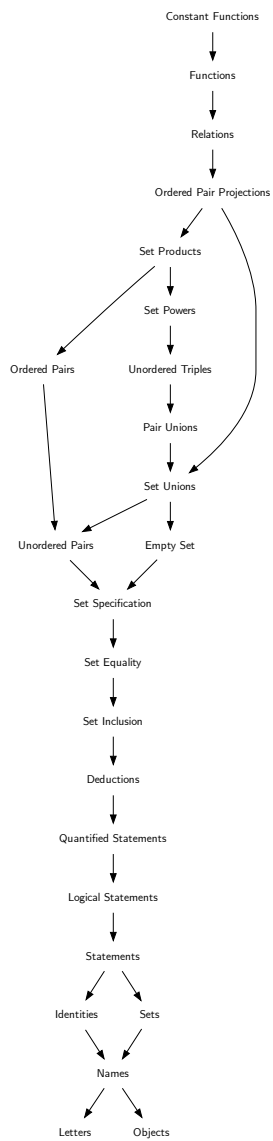 Constant Functions
Functions
Relations
Ordered Pair Projections
Set Products
Set Powers
Ordered Pairs
Unordered Triples
Pair Unions
Set Unions
Unordered Pairs
Empty Set
Set Specification
Set Equality
Set Inclusion
Deductions
Quantified Statements
Logical Statements
Statements
Identities
Sets
Names
Letters
Objects